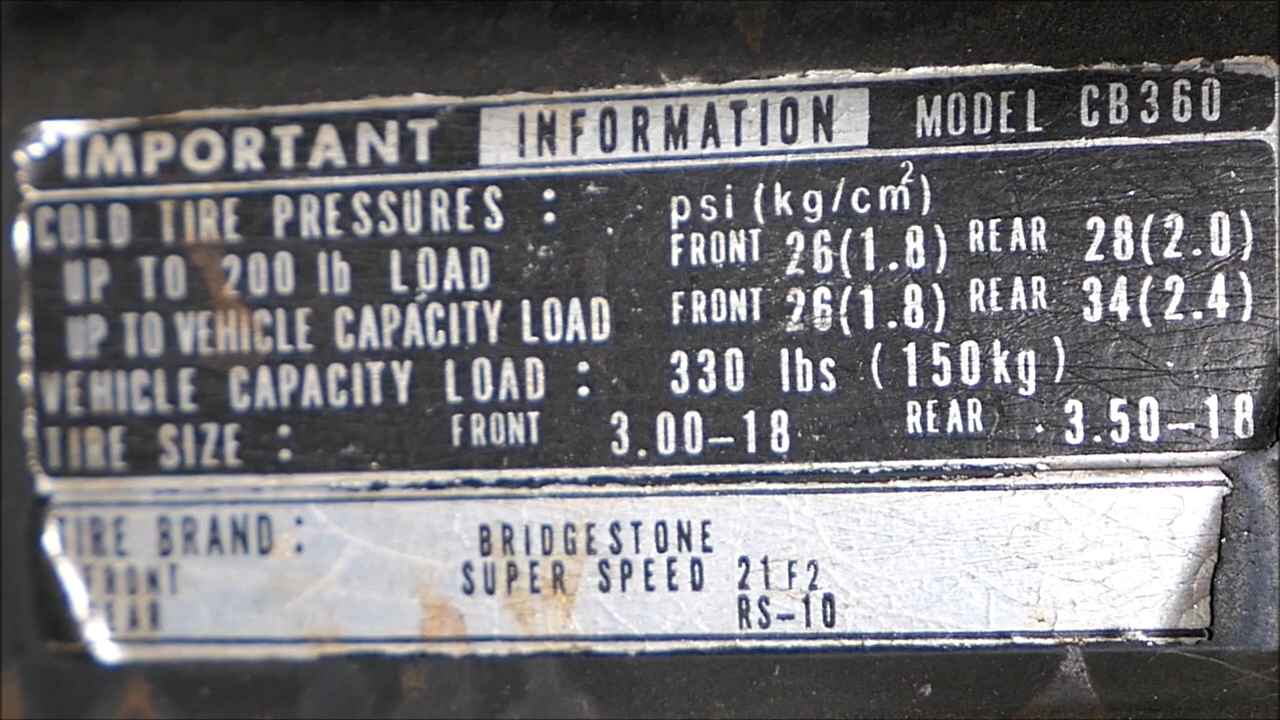 IMPORTANT INFORMATION MODEL CB360
COLD TIRE PRESSURES : psi (kg/cm²)
UP TO 200 lb LOAD FRONT 26(1.8) REAR 28(2.0)
UP TO VEHICLE CAPACITY LOAD FRONT 26(1.8) REAR 34(2.4)
VEHICLE CAPACITY LOAD : 330 lbs (150kg)
TIRE SIZE : FRONT 3.00-18 REAR 3.50-18
TIRE BRAND : BRIDGESTONE
FRONT SUPER SPEED 21F2
REAR RS-10